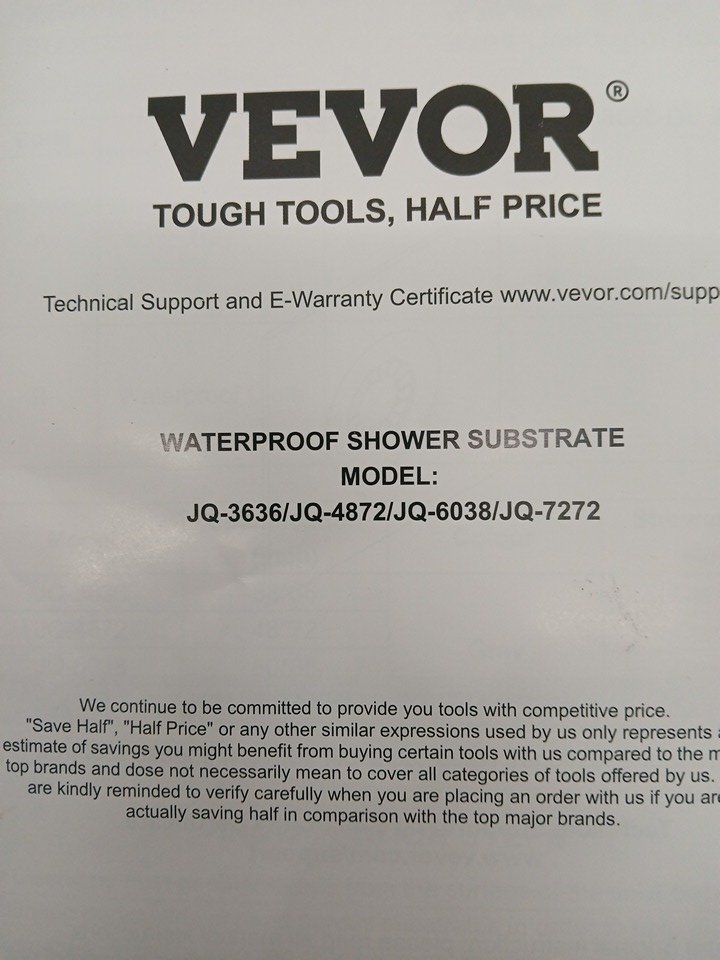 VEVOR®
TOUGH TOOLS, HALF PRICE
Technical Support and E-Warranty Certificate www.vevor.com/supp
WATERPROOF SHOWER SUBSTRATE
MODEL:
JQ-3636/JQ-4872/JQ-6038/JQ-7272
We continue to be committed to provide you tools with competitive price.
"Save Half", "Half Price" or any other similar expressions used by us only represents
estimate of savings you might benefit from buying certain tools with us compared to the
top brands and dose not necessarily mean to cover all categories of tools offered by us.
are kindly reminded to verify carefully when you are placing an order with us if you are
actually saving half in comparison with the top major brands.